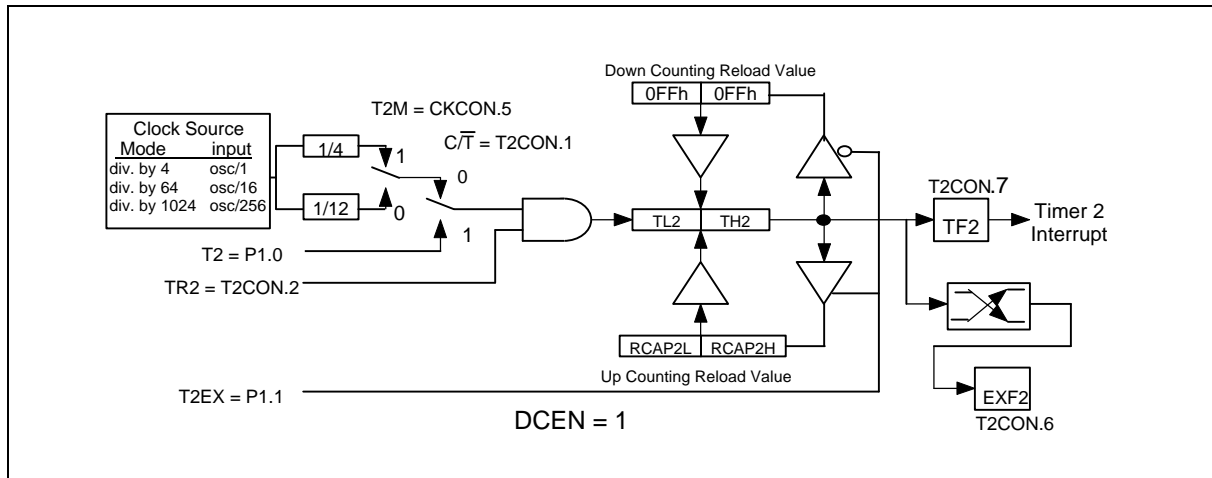 Down Counting Reload Value
0FFh 0FFh
T2M = CKCON.5
Clock Source
Mode input
div. by 4 osc/1
div. by 64 osc/16
div. by 1024 osc/256
1/4
1
C/T̅ = T2CON.1
0
1/12
0
1
T2 = P1.0
TR2 = T2CON.2
TL2 TH2
T2CON.7
TF2
Timer 2
Interrupt
RCAP2L RCAP2H
Up Counting Reload Value
T2EX = P1.1
DCEN = 1
EXF2
T2CON.6